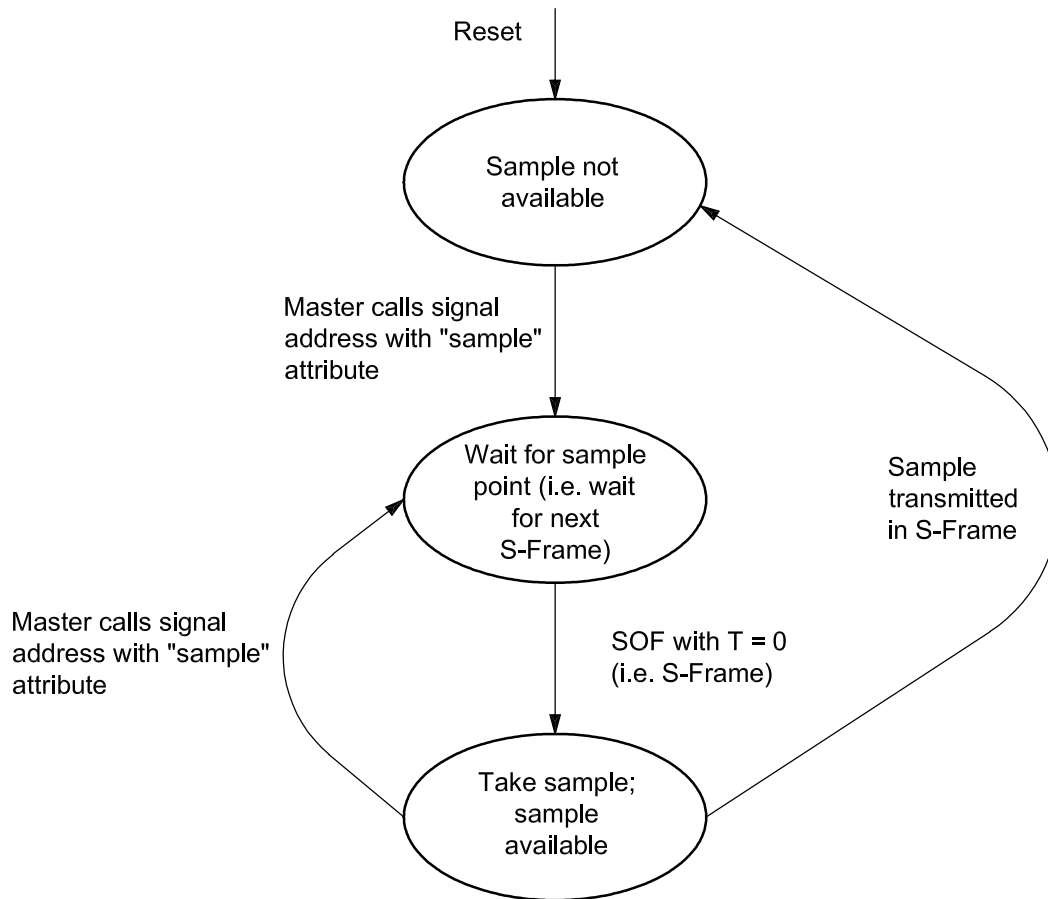 Reset
Sample not
available
Master calls signal
address with "sample"
attribute
Wait for sample
point (i.e. wait
for next
S-Frame)
Sample
transmitted
in S-Frame
Master calls signal
address with "sample"
attribute
SOF with T = 0
(i.e. S-Frame)
Take sample;
sample
available